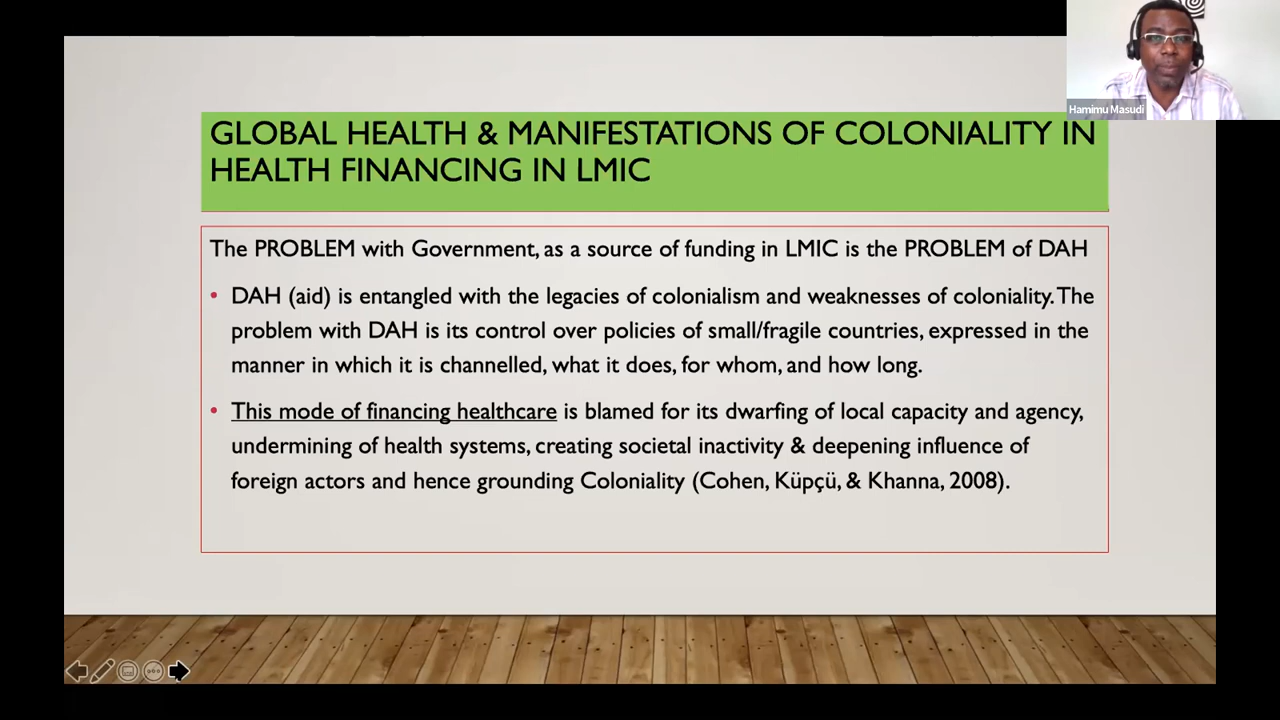 Hamimu Masudi
GLOBAL HEALTH & MANIFESTATIONS OF COLONIALITY IN
HEALTH FINANCING IN LMIC
The PROBLEM with Government, as a source of funding in LMIC is the PROBLEM of DAH
• DAH (aid) is entangled with the legacies of colonialism and weaknesses of coloniality. The
problem with DAH is its control over policies of small/fragile countries, expressed in the
manner in which it is channelled, what it does, for whom, and how long.
• This mode of financing healthcare is blamed for its dwarfing of local capacity and agency,
undermining of health systems, creating societal inactivity & deepening influence of
foreign actors and hence grounding Coloniality (Cohen, Küpçü, & Khanna, 2008).